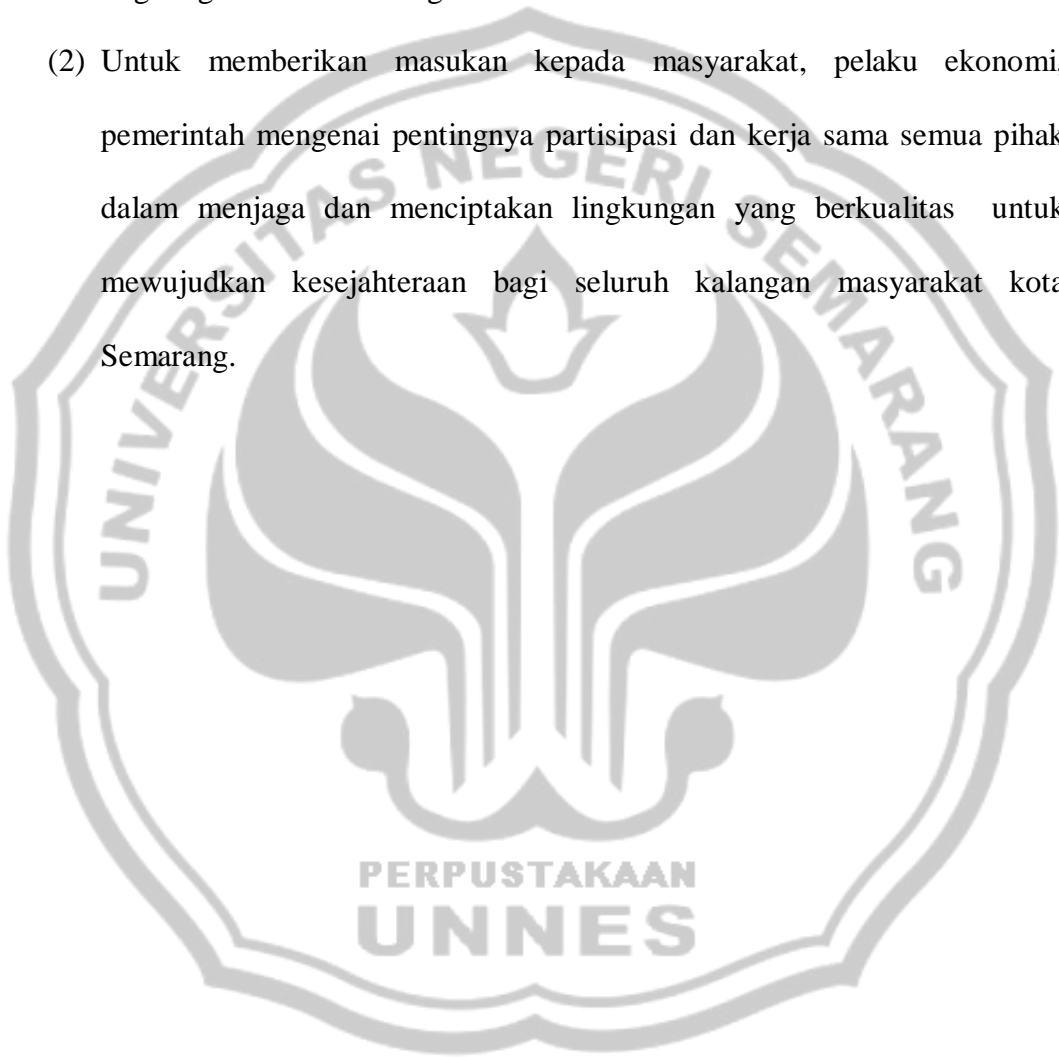 (2) Untuk memberikan masukan kepada masyarakat, pelaku ekonomi,
pemerintah mengenai pentingnya partisipasi dan kerja sama semua pihak
dalam menjaga dan menciptakan lingkungan yang berkualitas untuk
mewujudkan kesejahteraan bagi seluruh kalangan masyarakat kota
Semarang.
UNIVERSITAS NEGERI SEMARANG
PERPUSTAKAAN
UNNES